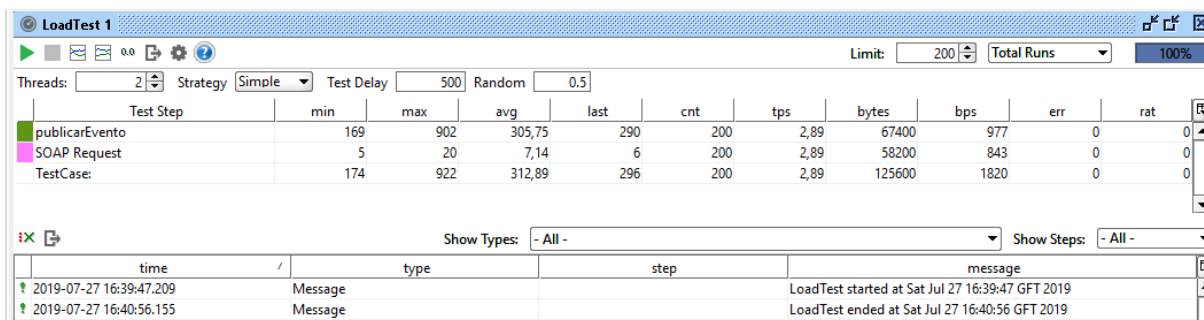 LoadTest 1
0.0 ? Limit: 200 Total Runs 100%
Threads: 2 Strategy Simple Test Delay 500 Random 0.5
Test Step min max avg last cnt tps bytes bps err rat
publicarEvento 169 902 305,75 290 200 2,89 67400 977 0 0
SOAP Request 5 20 7,14 6 200 2,89 58200 843 0 0
TestCase: 174 922 312,89 296 200 2,89 125600 1820 0 0
Show Types: - All - Show Steps: - All -
time type step message
2019-07-27 16:39:47.209 Message LoadTest started at Sat Jul 27 16:39:47 GFT 2019
2019-07-27 16:40:56.155 Message LoadTest ended at Sat Jul 27 16:40:56 GFT 2019